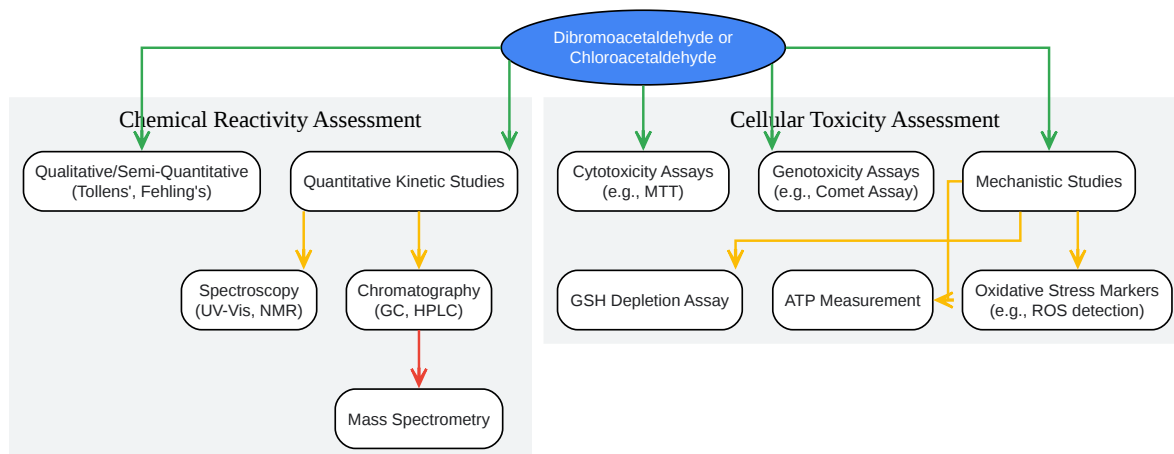 Dibromoacetaldehyde or
Chloroacetaldehyde
Chemical Reactivity Assessment
Qualitative/Semi-Quantitative
(Tollens', Fehling's)
Quantitative Kinetic Studies
Spectroscopy
(UV-Vis, NMR)
Chromatography
(GC, HPLC)
Mass Spectrometry
Cellular Toxicity Assessment
Cytotoxicity Assays
(e.g., MTT)
Genotoxicity Assays
(e.g., Comet Assay)
Mechanistic Studies
GSH Depletion Assay
ATP Measurement
Oxidative Stress Markers
(e.g., ROS detection)